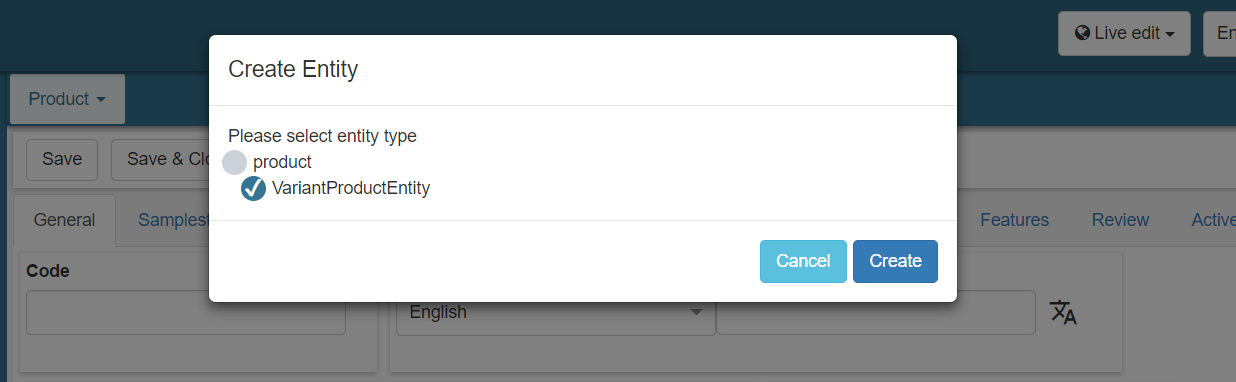 Live edit
En
Create Entity
Product
Please select entity type
product
VariantProductEntity
Save
Save & Clo
General
Samplest
Features
Review
Active
Cancel
Create
Code
English